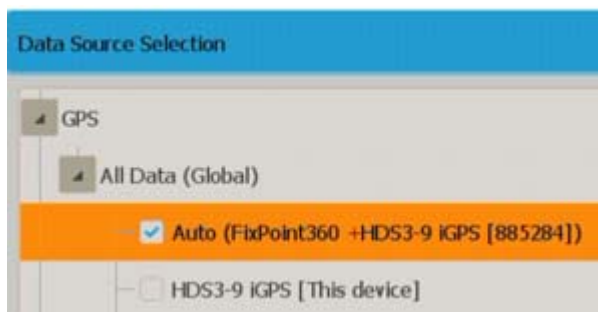 Data Source Selection
GPS
All Data (Global)
Auto (FixPoint360 +HDS3-9 iGPS [885284])
HDS3-9 iGPS [This device]